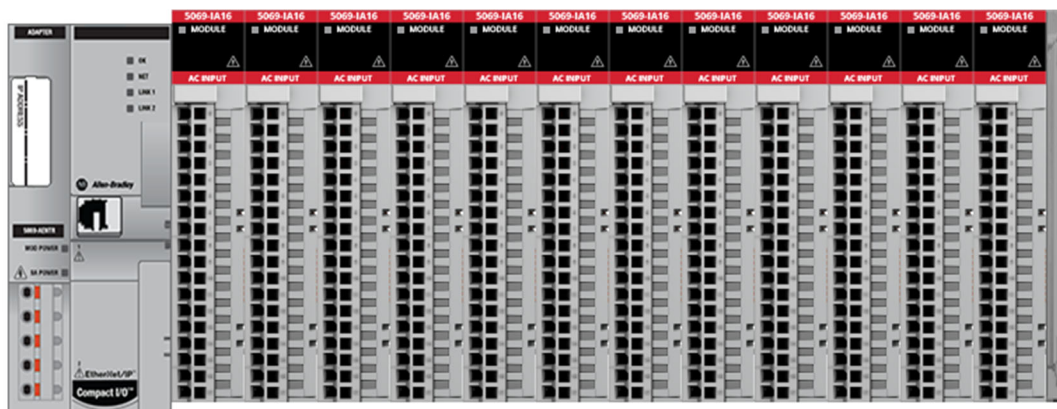 ADAPTER
IP ADDRESS
OK
NET
LINK 1
LINK 2
Allen-Bradley
5069-AENTR
MOD POWER
SA POWER
EtherNet/IP
Compact I/O™
5069-IA16 5069-IA16 5069-IA16 5069-IA16 5069-IA16 5069-IA16 5069-IA16 5069-IA16 5069-IA16 5069-IA16 5069-IA16 5069-IA16
MODULE MODULE MODULE MODULE MODULE MODULE MODULE MODULE MODULE MODULE MODULE MODULE
AC INPUT AC INPUT AC INPUT AC INPUT AC INPUT AC INPUT AC INPUT AC INPUT AC INPUT AC INPUT AC INPUT AC INPUT